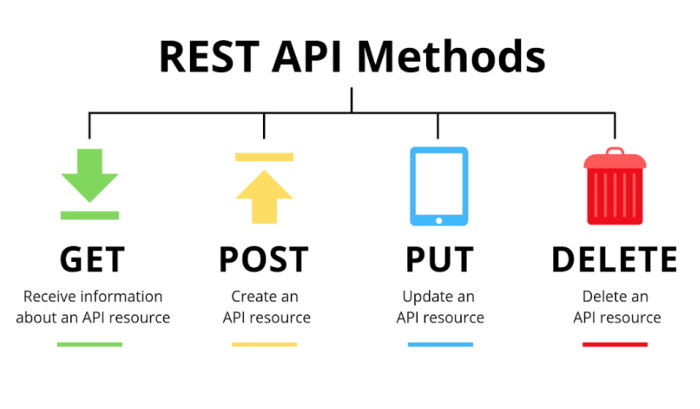 REST API Methods
GET
Receive information
about an API resource
POST
Create an
API resource
PUT
Update an
API resource
DELETE
Delete an
API resource